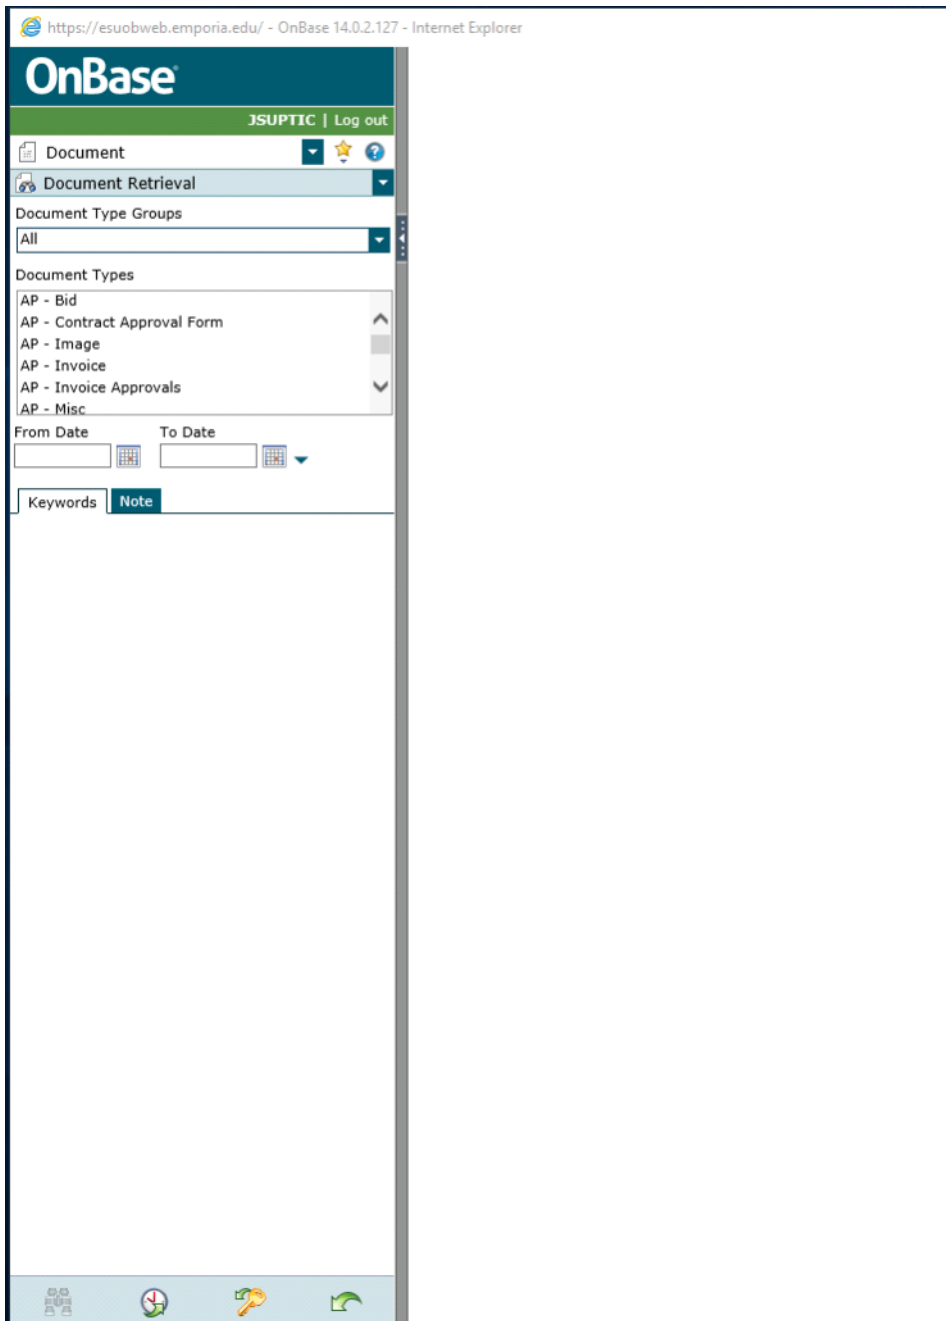 https://esuobweb.emporia.edu/ - OnBase 14.0.2.127 - Internet Explorer
OnBase®
JSUPTIC | Log out
Document
Document Retrieval
Document Type Groups
All
Document Types
AP - Bid
AP - Contract Approval Form
AP - Image
AP - Invoice
AP - Invoice Approvals
AP - Misc
From Date To Date
Keywords Note